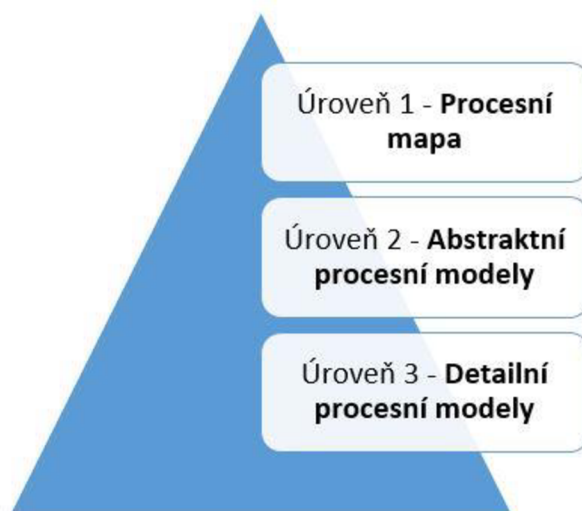 Úroveň 1 - Procesní
mapa
Úroveň 2 - Abstraktní
procesní modely
Úroveň 3 - Detailní
procesní modely